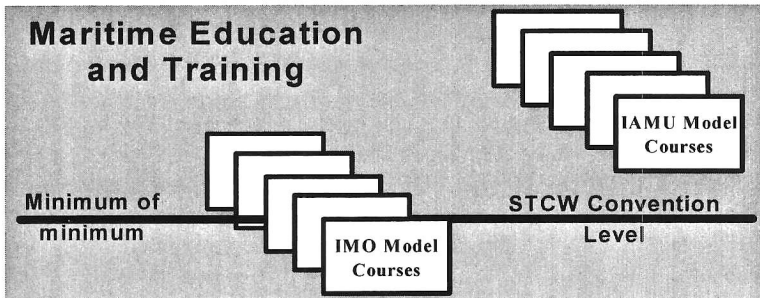 Maritime Education
and Training
IAMU Model
Courses
Minimum of
minimum
STCW Convention
Level
IMO Model
Courses